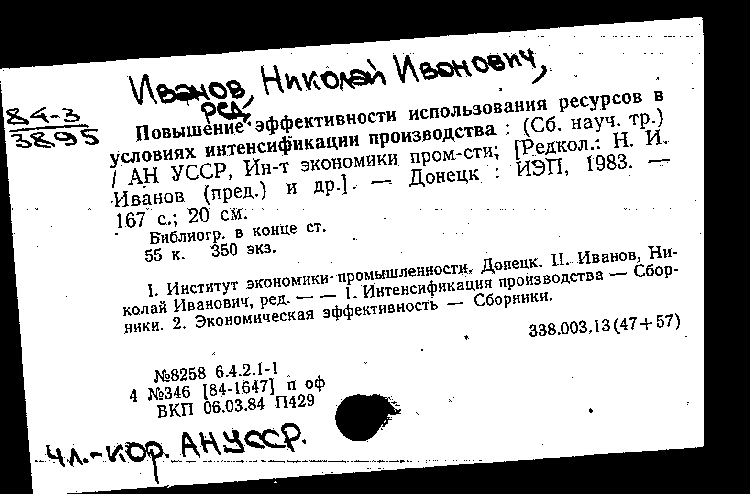 Иванов, Николай Иванович,
ред.
84-3
3895
Повышение эффективности использования ресурсов в
условиях интенсификации производства : (Сб. науч. тр.)
/ АН УССР, Ин-т экономики пром-сти; [Редкол.: Н. И.
Иванов (пред.) и др.]. — Донецк : ИЭП, 1983. —
167 с.; 20 см.
Библиогр. в конце ст.
55 к. 350 экз.
I. Институт экономики промышленности, Донецк. II. Иванов, Ни-
колай Иванович, ред. — — 1. Интенсификация производства — Сбор-
ники. 2. Экономическая эффективность — Сборники.
338.003.13(47+57)
№8258 6.4.2.1-1
4 №346 [84-1647] п оф
ВКП 06.03.84 П429
чл.-кор. АН УССР.